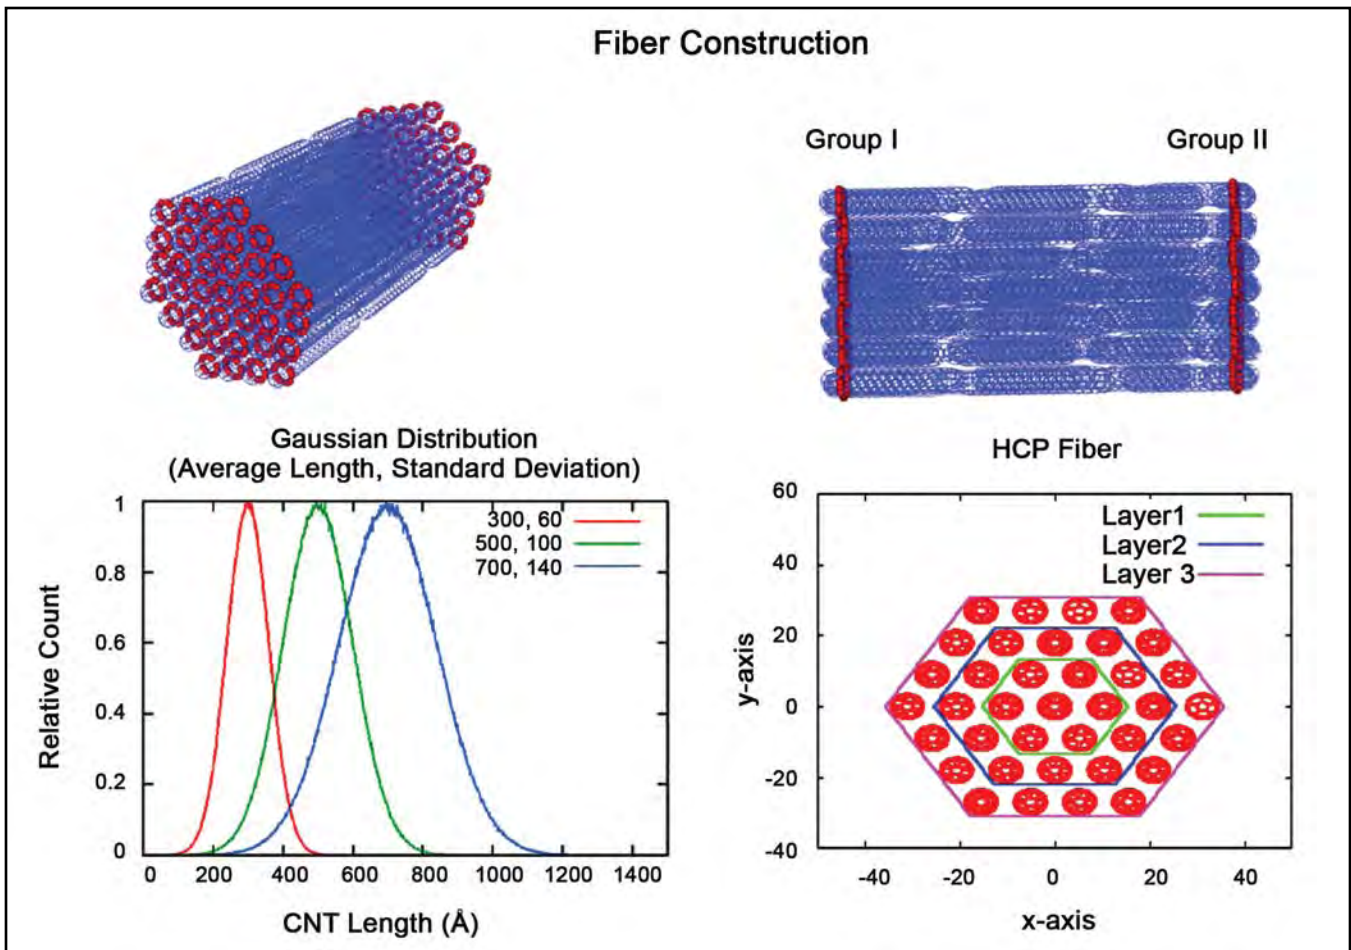 Fiber Construction
Group I
Group II
Gaussian Distribution
(Average Length, Standard Deviation)
300, 60
500, 100
700, 140
1
0.8
0.6
0.4
0.2
0
0
200
400
600
800
1000
1200
1400
Relative Count
CNT Length (Å)
HCP Fiber
Layer1
Layer2
Layer 3
60
40
20
0
-20
-40
-40
-20
0
20
40
y-axis
x-axis